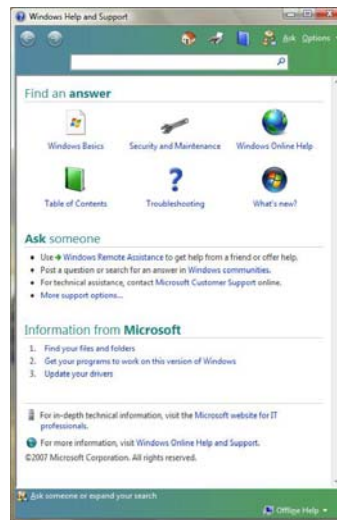 Windows Help and Support
Ask Options
Find an answer
Windows Basics Security and Maintenance Windows Online Help
Table of Contents Troubleshooting What's new?
Ask someone
Use Windows Remote Assistance to get help from a friend or offer help.
Post a question or search for an answer in Windows communities.
For technical assistance, contact Microsoft Customer Support online.
More support options...
Information from Microsoft
1. Find your files and folders
2. Get your programs to work on this version of Windows
3. Update your drivers
For in-depth technical information, visit the Microsoft website for IT
professionals.
For more information, visit Windows Online Help and Support.
©2007 Microsoft Corporation. All rights reserved.
Ask someone or expand your search
Offline Help